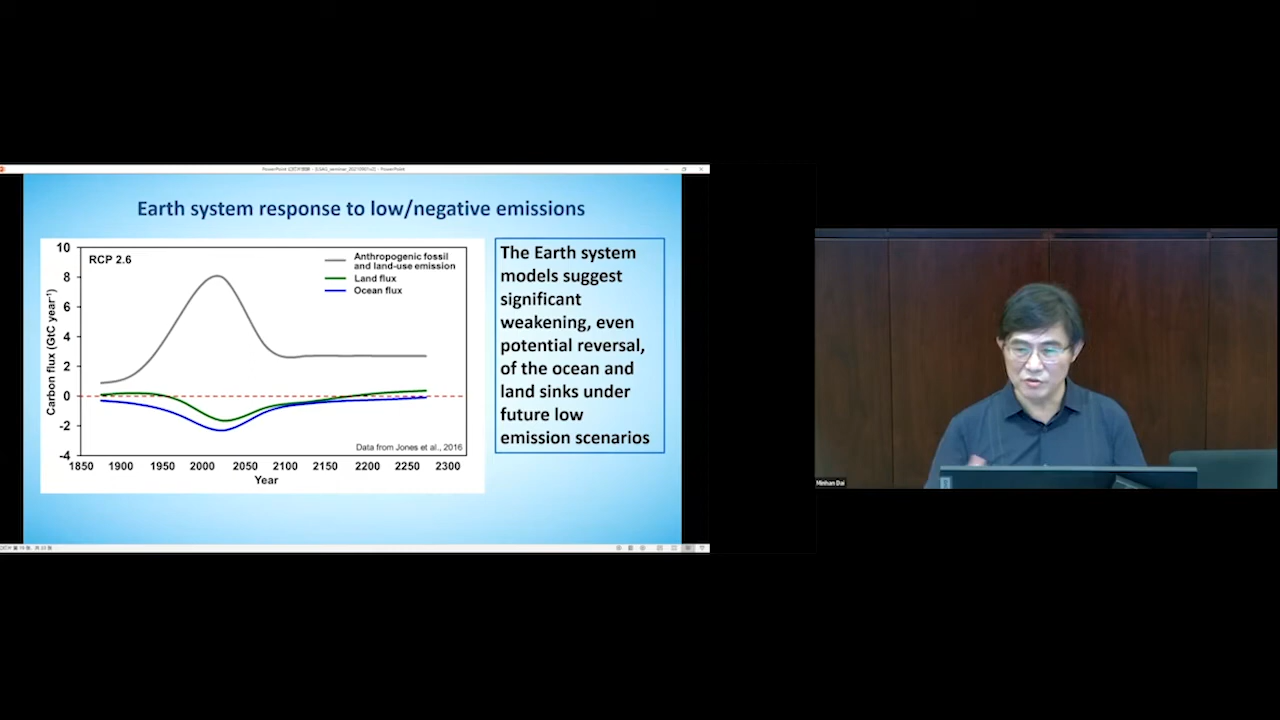 Earth system response to low/negative emissions
RCP 2.6
Anthropogenic fossil
and land-use emission
Land flux
Ocean flux
Carbon flux (GtC year⁻¹)
10
8
6
4
2
0
-2
-4
Data from Jones et al., 2016
1850 1900 1950 2000 2050 2100 2150 2200 2250 2300
Year
The Earth system
models suggest
significant
weakening, even
potential reversal,
of the ocean and
land sinks under
future low
emission scenarios
Minhan Dai